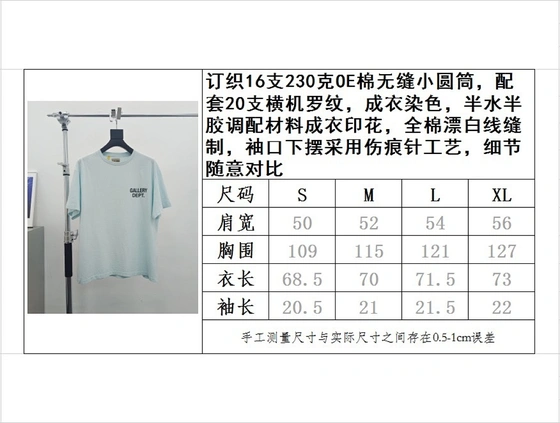 GALLERY
DEPT.
订织16支230克OE棉无缝小圆筒，配
套20支横机罗纹，成衣染色，半水半
胶调配材料成衣印花，全棉漂白线缝
制，袖口下摆采用伤痕针工艺，细节
随意对比
尺码 S M L XL
肩宽 50 52 54 56
胸围 109 115 121 127
衣长 68.5 70 71.5 73
袖长 20.5 21 21.5 22
手工测量尺寸与实际尺寸之间存在0.5-1cm误差